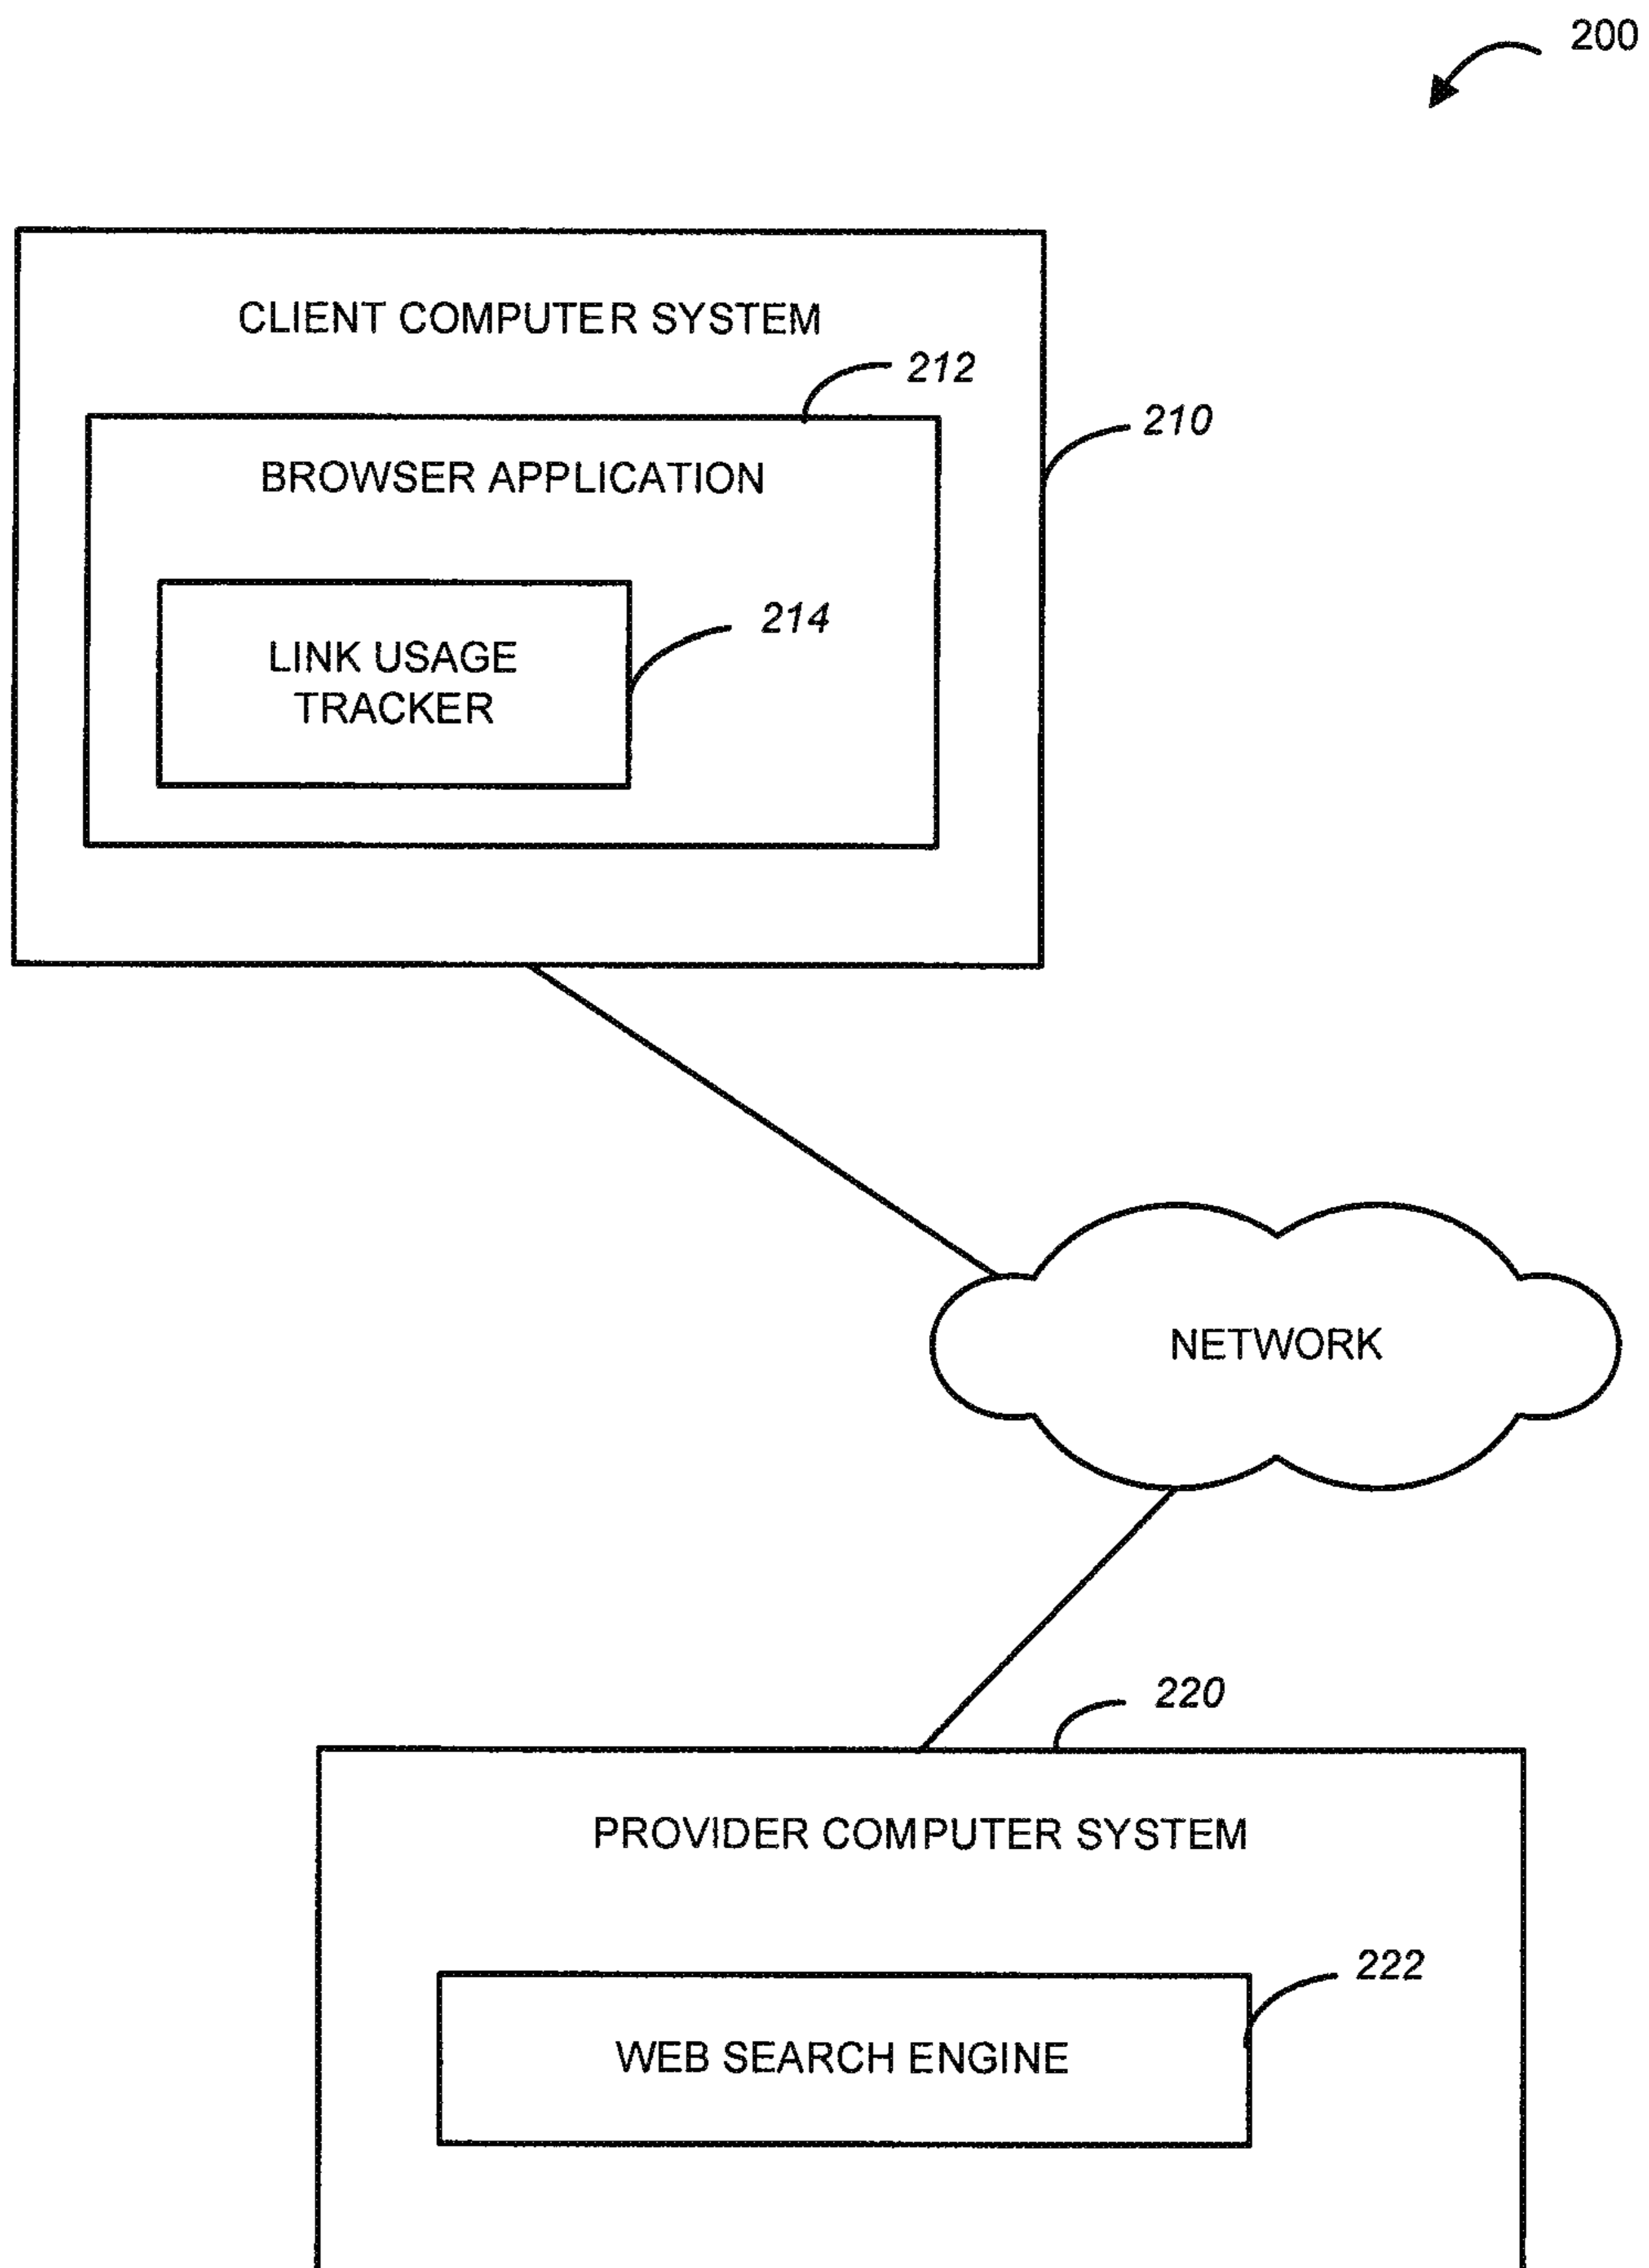 200
CLIENT COMPUTER SYSTEM
212
210
BROWSER APPLICATION
214
LINK USAGE
TRACKER
NETWORK
220
PROVIDER COMPUTER SYSTEM
222
WEB SEARCH ENGINE